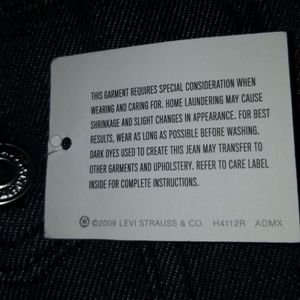 THIS GARMENT REQUIRES SPECIAL CONSIDERATION WHEN
WEARING AND CARING FOR. HOME LAUNDERING MAY CAUSE
SHRINKAGE AND SLIGHT CHANGES IN APPEARANCE. FOR BEST
RESULTS, WEAR AS LONG AS POSSIBLE BEFORE WASHING.
DARK DYES USED TO CREATE THIS JEAN MAY TRANSFER TO
OTHER GARMENTS AND UPHOLSTERY. REFER TO CARE LABEL
INSIDE FOR COMPLETE INSTRUCTIONS.
©2009 LEVI STRAUSS & CO. H4112R ADMX